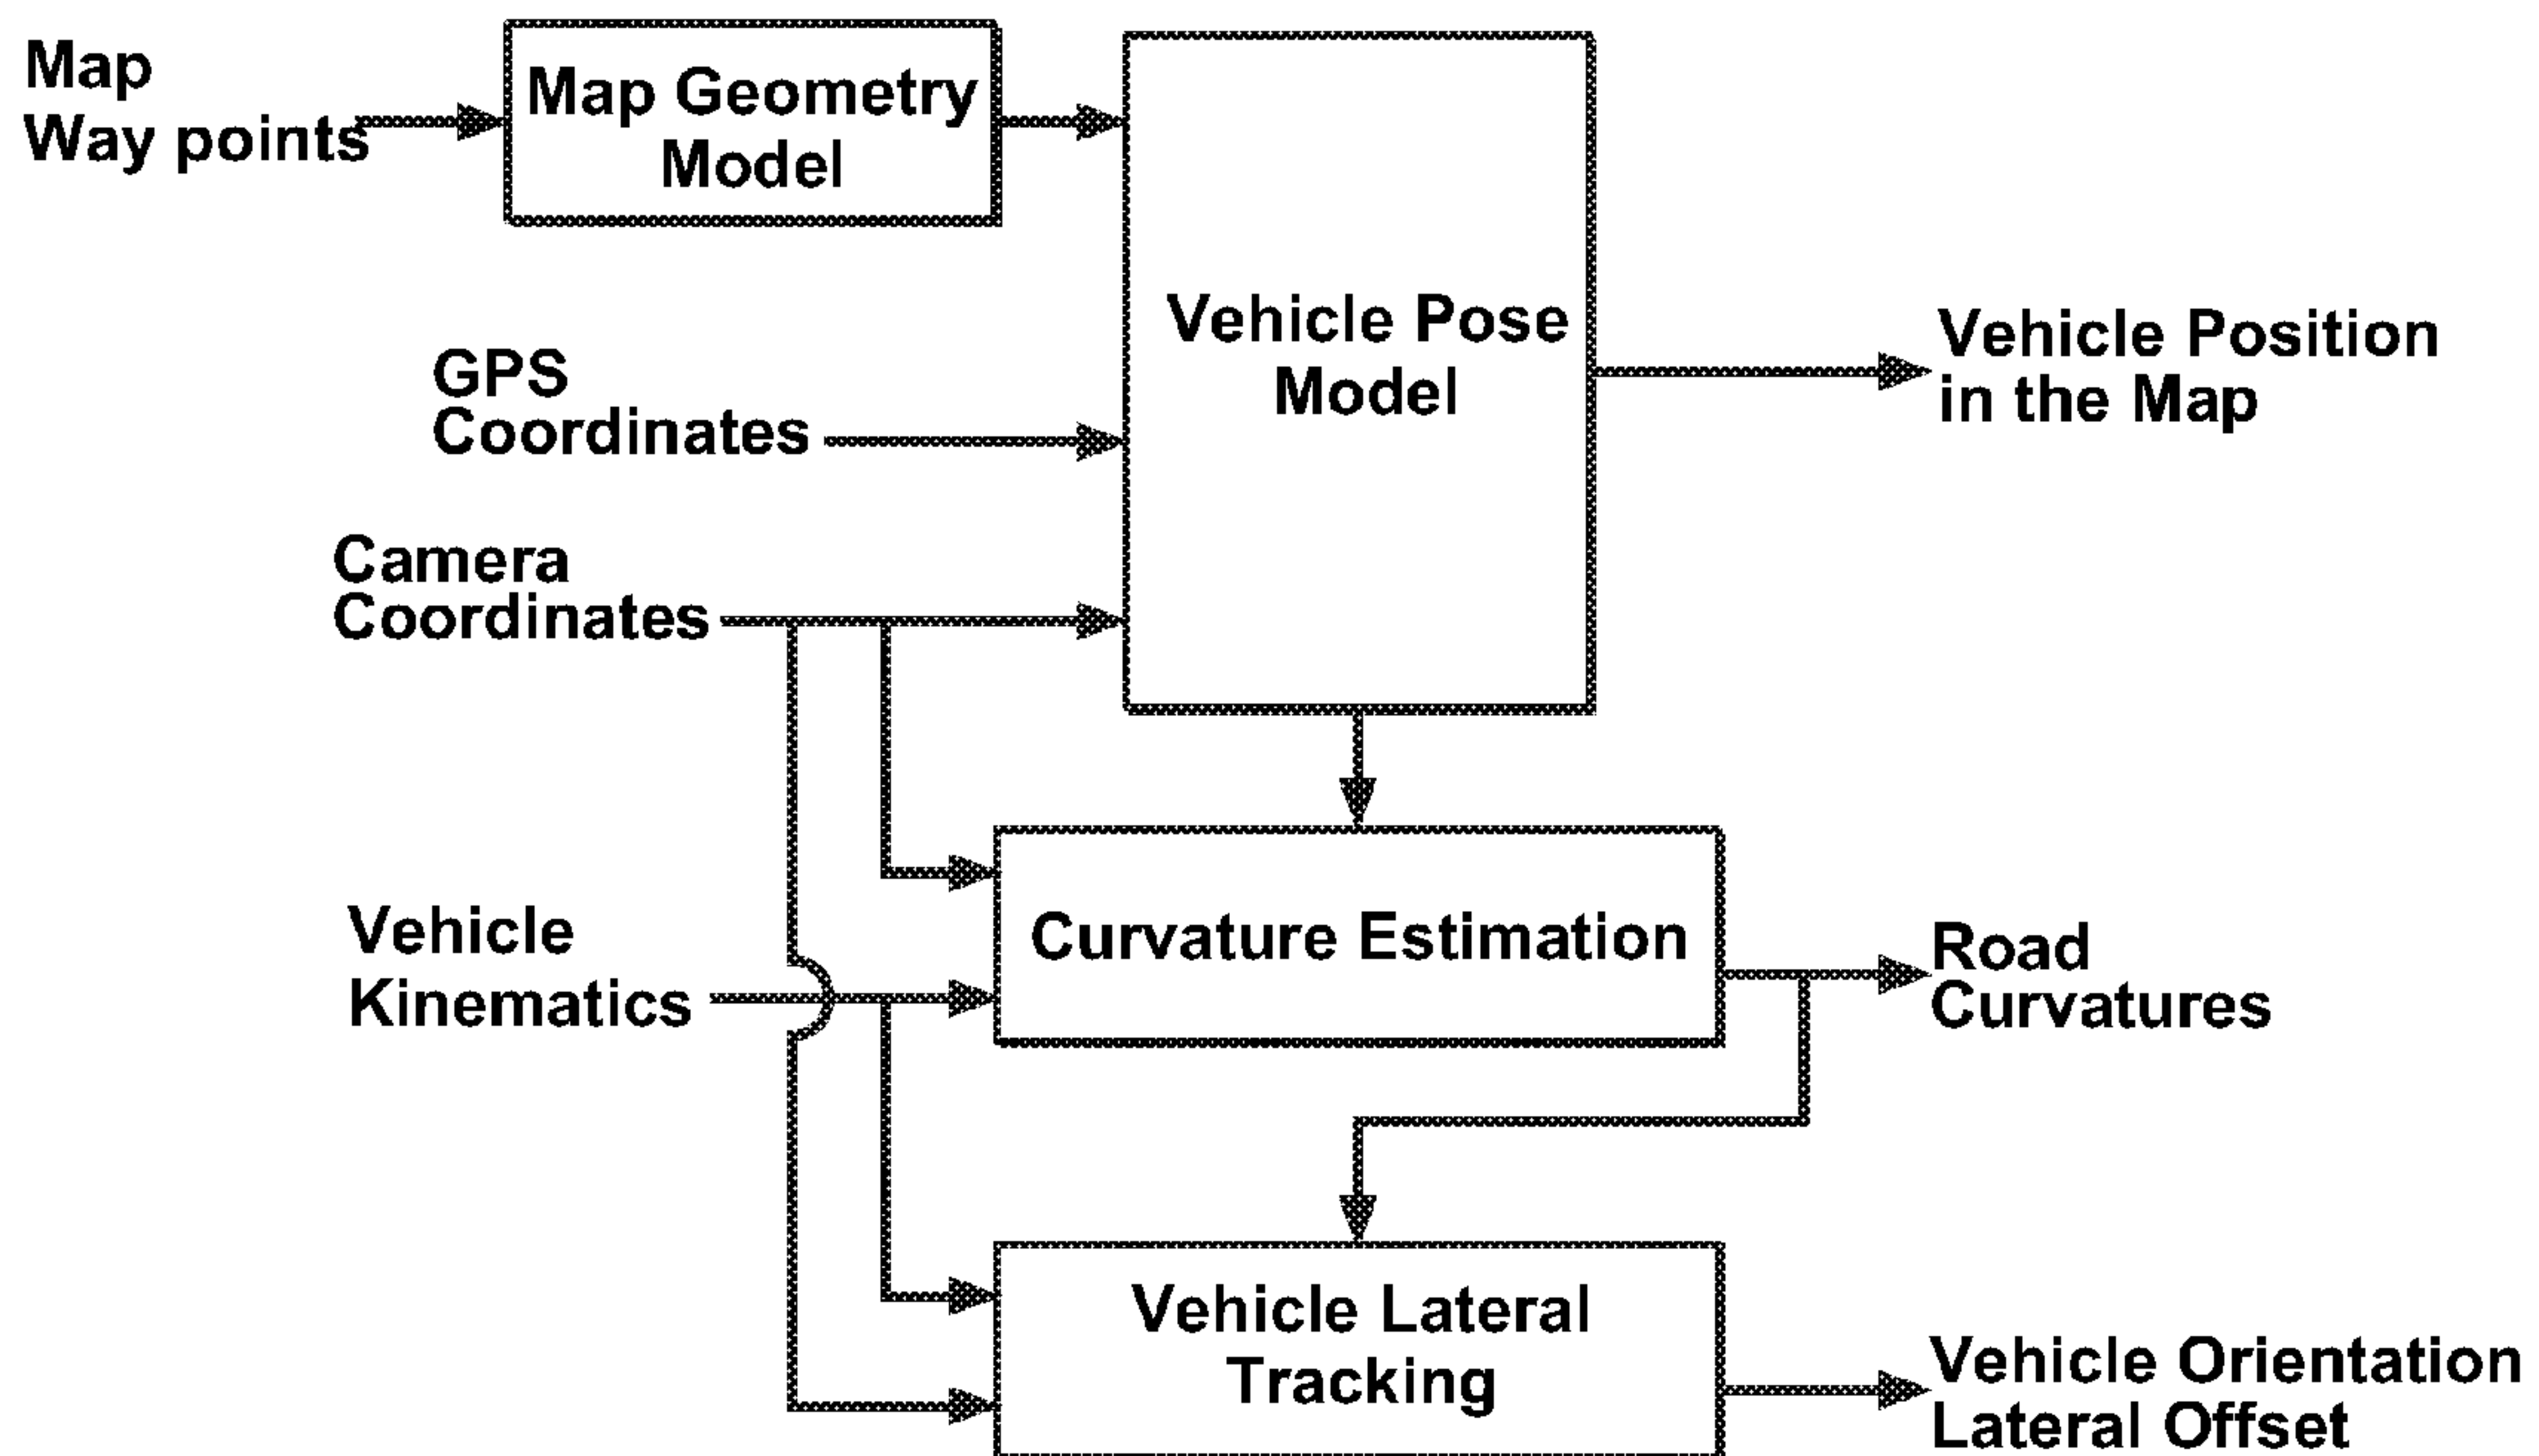 Map
Way points
Map Geometry
Model
Vehicle Pose
Model
GPS
Coordinates
Vehicle Position
in the Map
Camera
Coordinates
Vehicle
Kinematics
Curvature Estimation
Road
Curvatures
Vehicle Lateral
Tracking
Vehicle Orientation
Lateral Offset